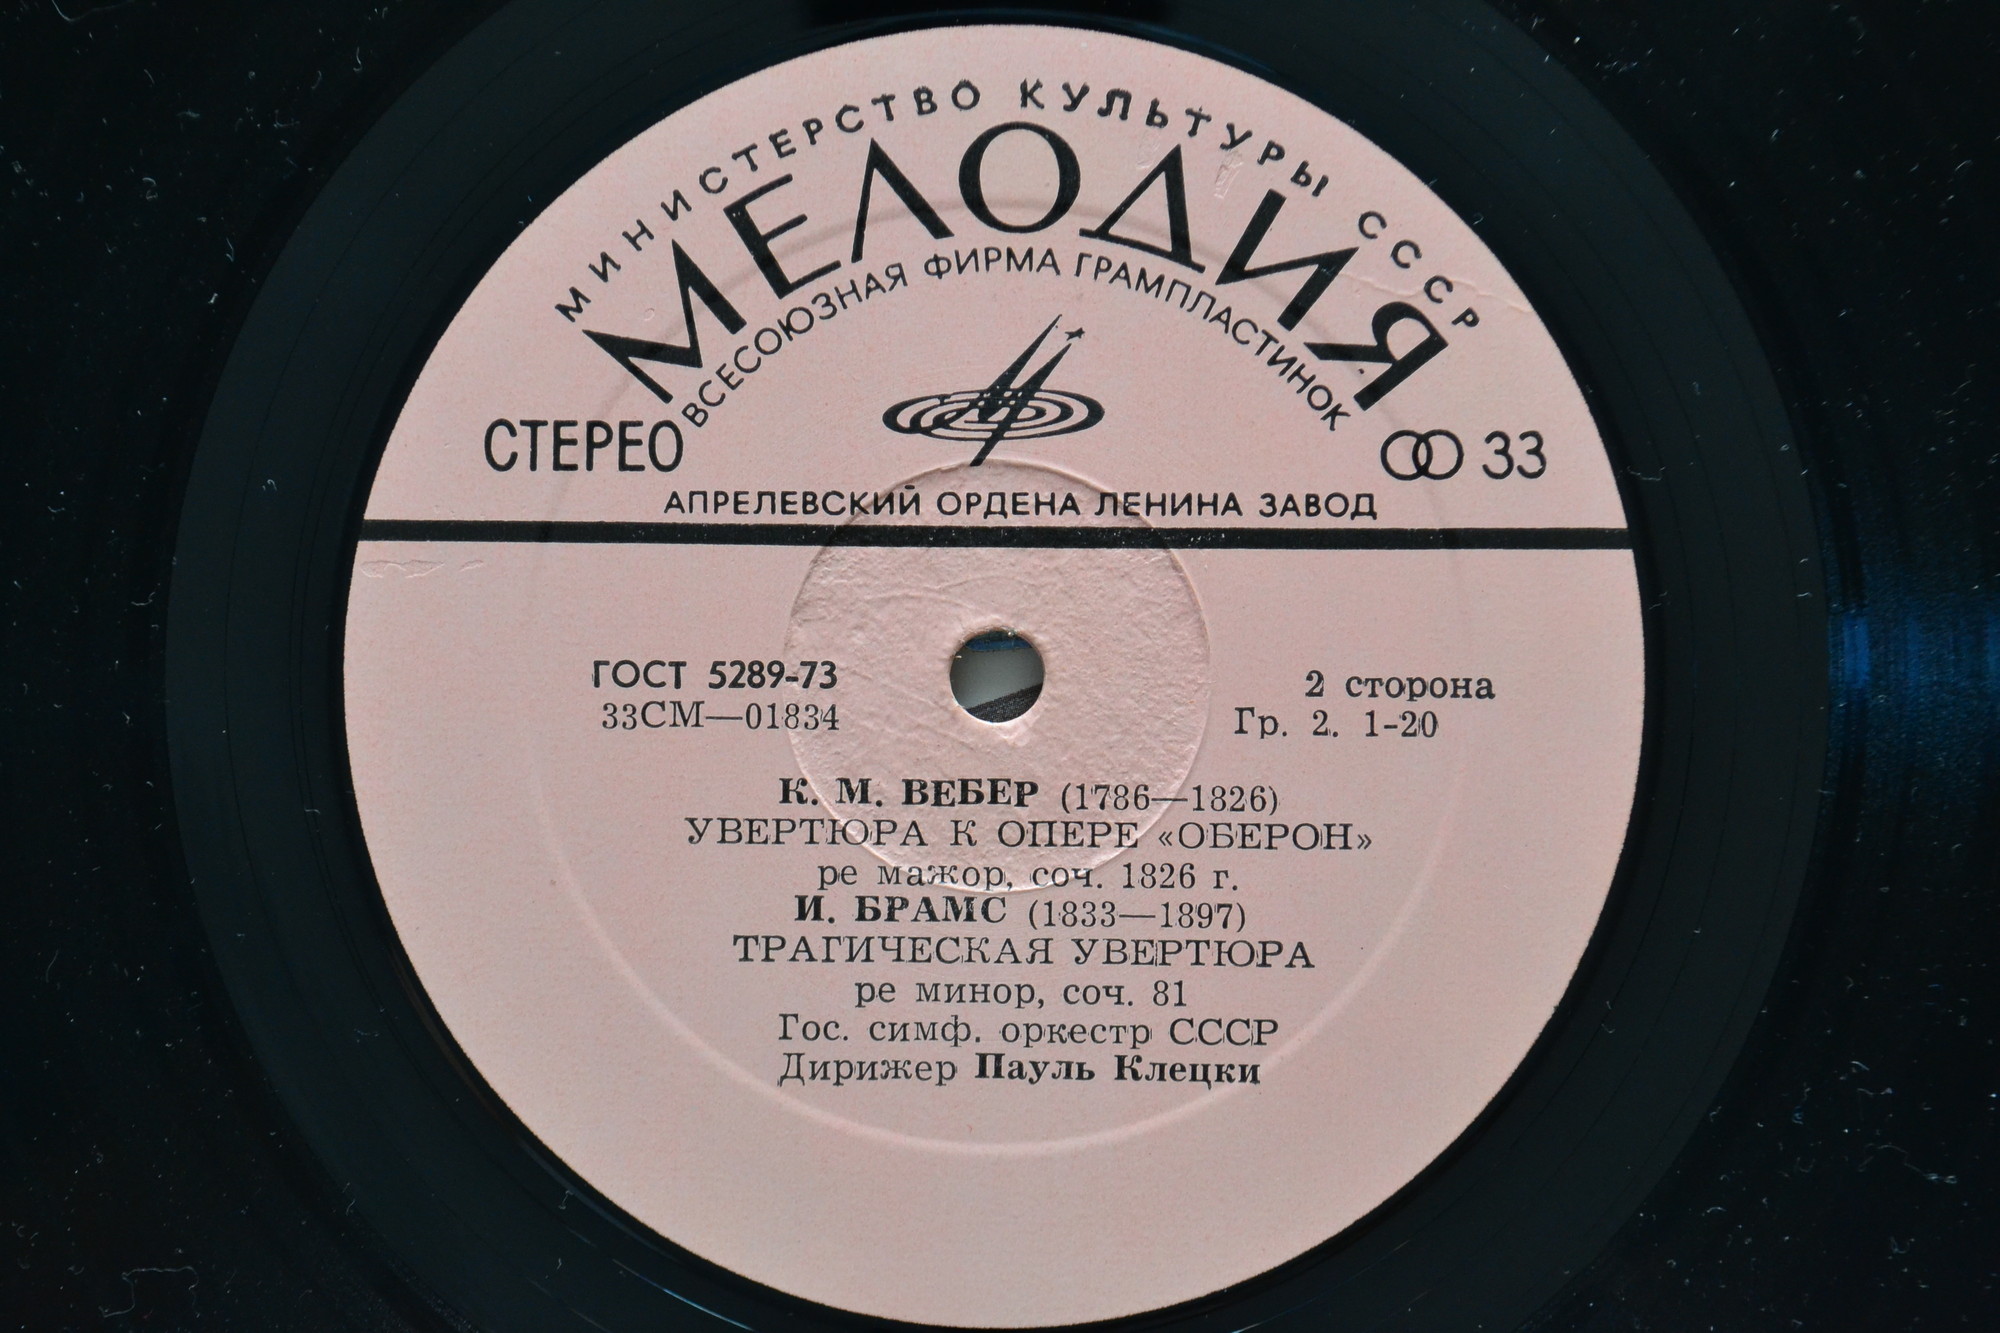 МИНИСТЕРСТВО КУЛЬТУРЫ СССР
МЕЛОДИЯ
ВСЕСОЮЗНАЯ ФИРМА ГРАМПЛАСТИНОК
СТЕРЕО
33
АПРЕЛЕВСКИЙ ОРДЕНА ЛЕНИНА ЗАВОД
ГОСТ 5289-73
33СМ—01834
2 сторона
Гр. 2. 1-20
К. М. ВЕБЕР (1786—1826)
УВЕРТЮРА К ОПЕРЕ «ОБЕРОН»
ре мажор, соч. 1826 г.
И. БРАМС (1833—1897)
ТРАГИЧЕСКАЯ УВЕРТЮРА
ре минор, соч. 81
Гос. симф. оркестр СССР
Дирижер Пауль Клецки